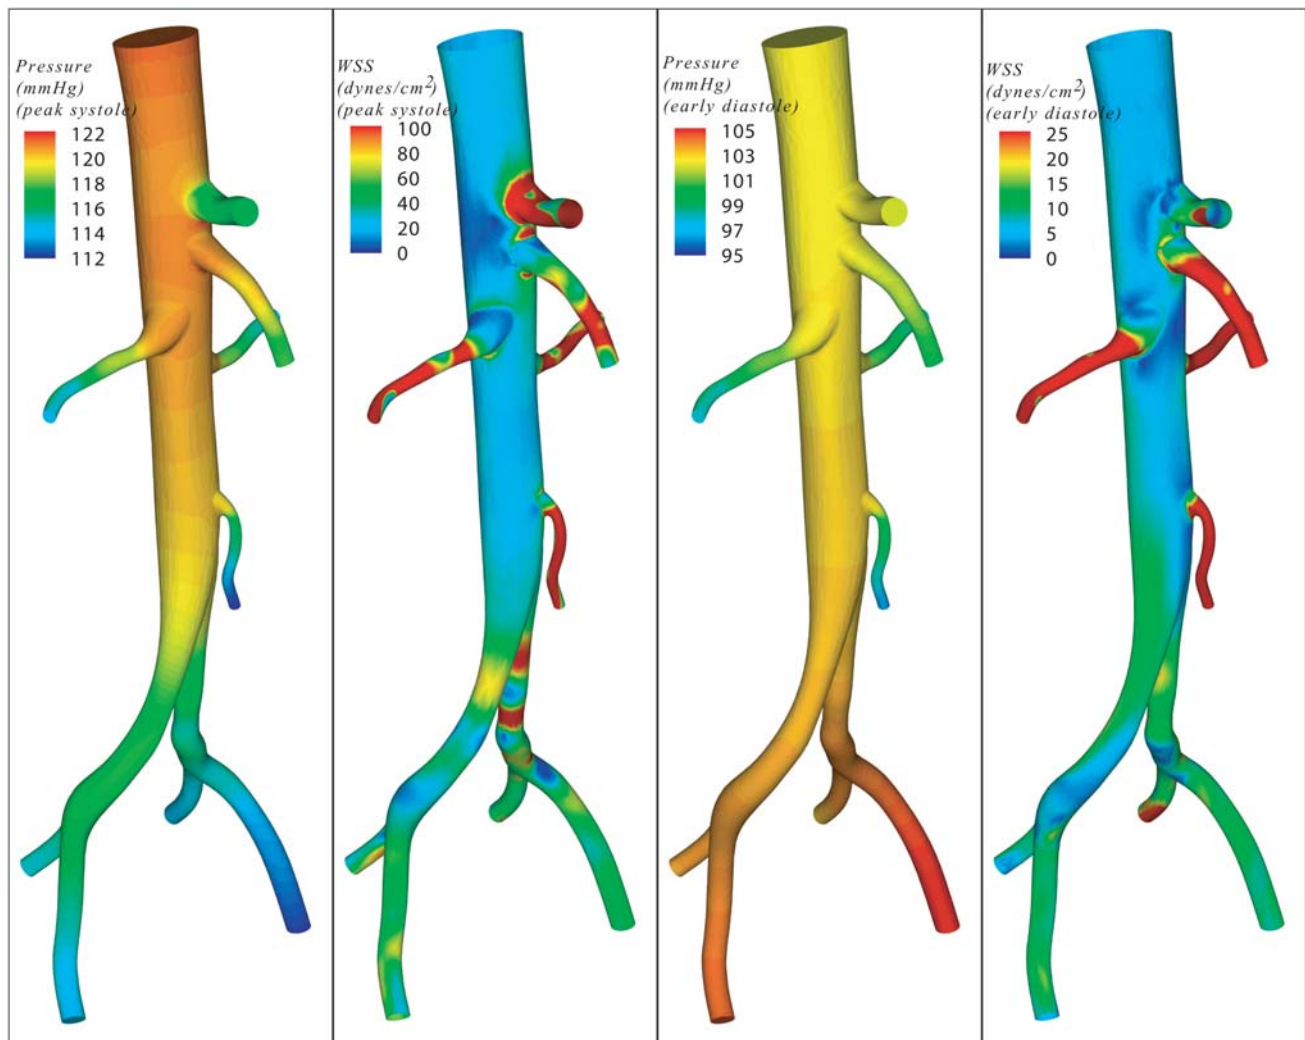 Pressure
(mmHg)
(peak systole)
122
120
118
116
114
112
WSS
(dynes/cm2)
(peak systole)
100
80
60
40
20
0
Pressure
(mmHg)
(early diastole)
105
103
101
99
97
95
WSS
(dynes/cm2)
(early diastole)
25
20
15
10
5
0